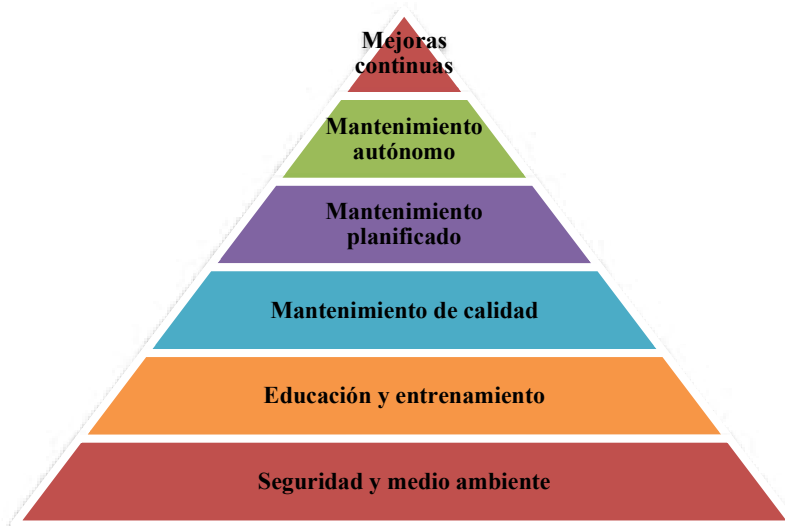 Mejoras
continuas
Mantenimiento
autónomo
Mantenimiento
planificado
Mantenimiento de calidad
Educación y entrenamiento
Seguridad y medio ambiente